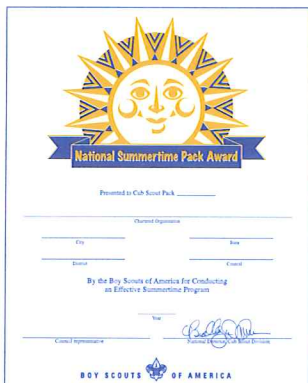 National Summertime Pack Award
Presented to Cub Scout Pack
Chartered Organization
City State
District Council
By the Boy Scouts of America for Conducting
an Effective Summertime Program
Year
Council representative National Director, Cub Scout Division
BOY SCOUTS OF AMERICA